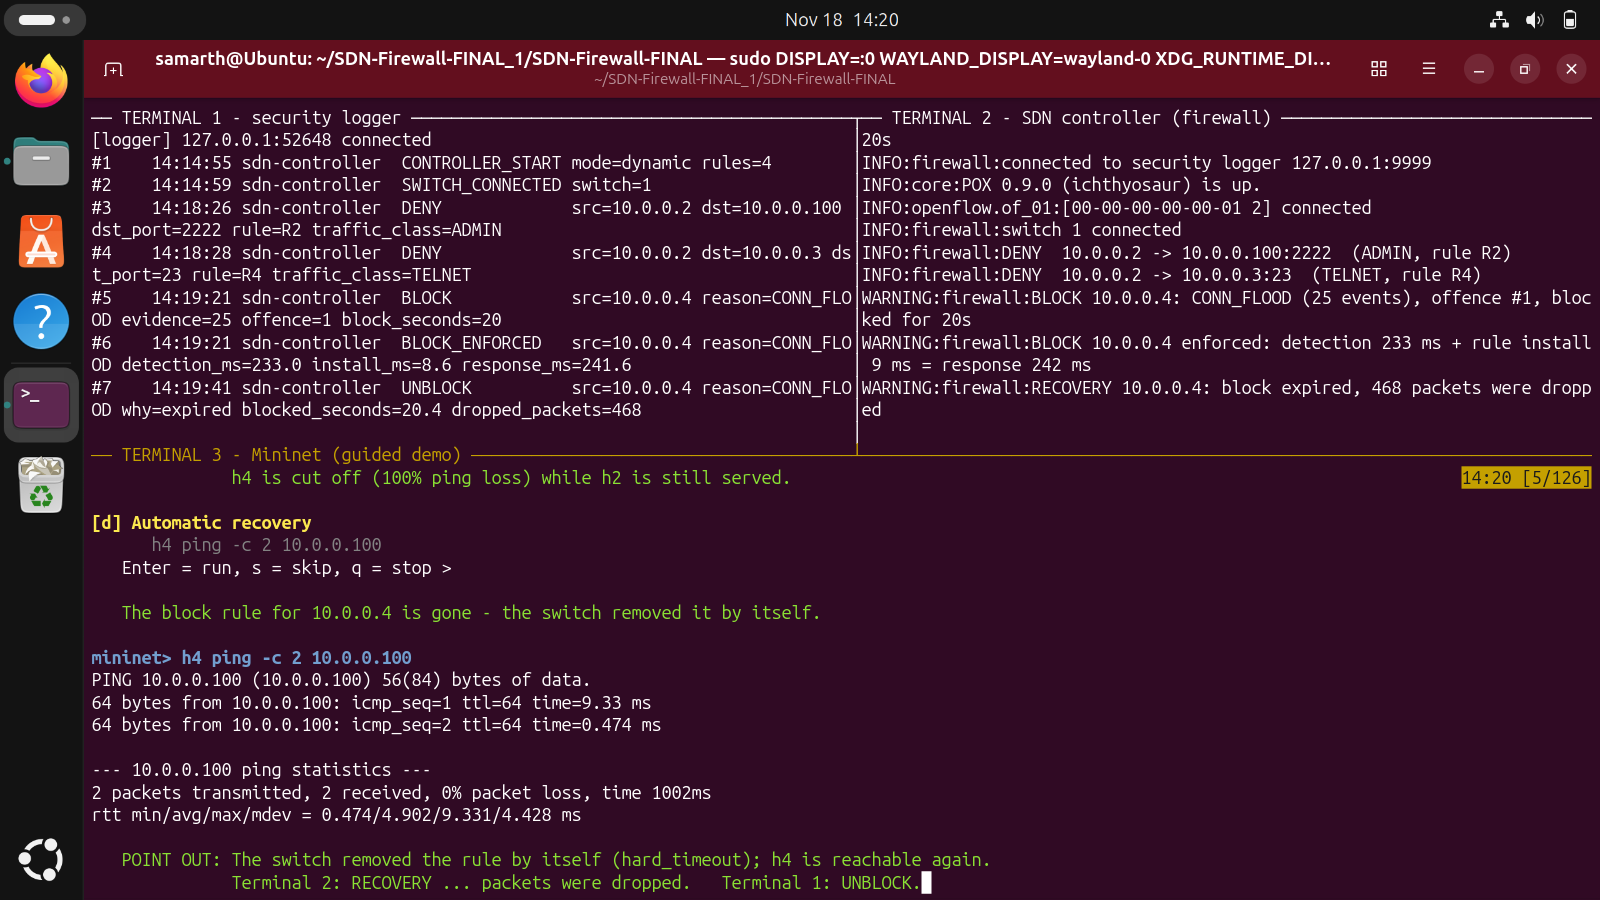 Nov 18 14:20
samarth@Ubuntu: ~/SDN-Firewall-FINAL_1/SDN-Firewall-FINAL — sudo DISPLAY=:0 WAYLAND_DISPLAY=wayland-0 XDG_RUNTIME_DI…
~/SDN-Firewall-FINAL_1/SDN-Firewall-FINAL
TERMINAL 1 - security logger
[logger] 127.0.0.1:52648 connected
#1 14:14:55 sdn-controller CONTROLLER_START mode=dynamic rules=4
#2 14:14:59 sdn-controller SWITCH_CONNECTED switch=1
#3 14:18:26 sdn-controller DENY src=10.0.0.2 dst=10.0.0.100
dst_port=2222 rule=R2 traffic_class=ADMIN
#4 14:18:28 sdn-controller DENY src=10.0.0.2 dst=10.0.0.3 ds
t_port=23 rule=R4 traffic_class=TELNET
#5 14:19:21 sdn-controller BLOCK src=10.0.0.4 reason=CONN_FLO
OD evidence=25 offence=1 block_seconds=20
#6 14:19:21 sdn-controller BLOCK_ENFORCED src=10.0.0.4 reason=CONN_FLO
OD detection_ms=233.0 install_ms=8.6 response_ms=241.6
#7 14:19:41 sdn-controller UNBLOCK src=10.0.0.4 reason=CONN_FLO
OD why=expired blocked_seconds=20.4 dropped_packets=468
TERMINAL 2 - SDN controller (firewall)
20s
INFO:firewall:connected to security logger 127.0.0.1:9999
INFO:core:POX 0.9.0 (ichthyosaur) is up.
INFO:openflow.of_01:[00-00-00-00-00-01 2] connected
INFO:firewall:switch 1 connected
INFO:firewall:DENY 10.0.0.2 -> 10.0.0.100:2222 (ADMIN, rule R2)
INFO:firewall:DENY 10.0.0.2 -> 10.0.0.3:23 (TELNET, rule R4)
WARNING:firewall:BLOCK 10.0.0.4: CONN_FLOOD (25 events), offence #1, bloc
ked for 20s
WARNING:firewall:BLOCK 10.0.0.4 enforced: detection 233 ms + rule install
9 ms = response 242 ms
WARNING:firewall:RECOVERY 10.0.0.4: block expired, 468 packets were dropp
ed
TERMINAL 3 - Mininet (guided demo)
h4 is cut off (100% ping loss) while h2 is still served.
14:20 [5/126]
[d] Automatic recovery
h4 ping -c 2 10.0.0.100
Enter = run, s = skip, q = stop >
The block rule for 10.0.0.4 is gone - the switch removed it by itself.
mininet> h4 ping -c 2 10.0.0.100
PING 10.0.0.100 (10.0.0.100) 56(84) bytes of data.
64 bytes from 10.0.0.100: icmp_seq=1 ttl=64 time=9.33 ms
64 bytes from 10.0.0.100: icmp_seq=2 ttl=64 time=0.474 ms
--- 10.0.0.100 ping statistics ---
2 packets transmitted, 2 received, 0% packet loss, time 1002ms
rtt min/avg/max/mdev = 0.474/4.902/9.331/4.428 ms
POINT OUT: The switch removed the rule by itself (hard_timeout); h4 is reachable again.
Terminal 2: RECOVERY ... packets were dropped. Terminal 1: UNBLOCK.